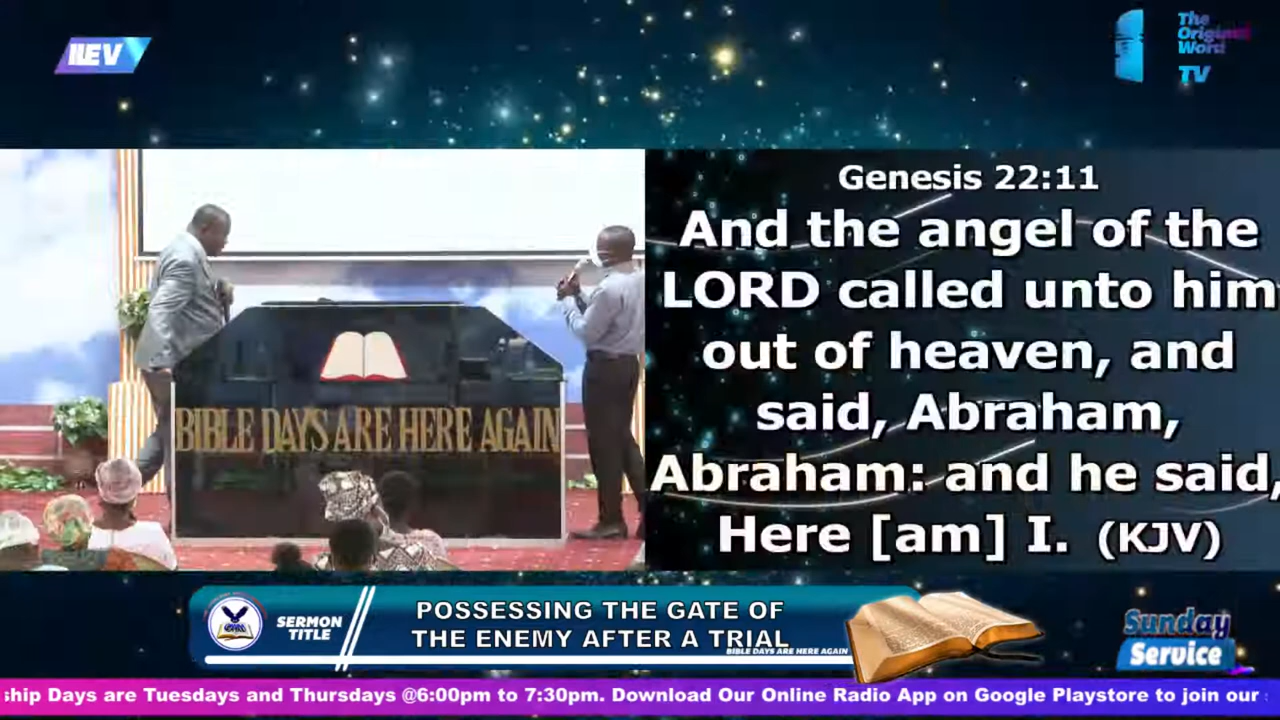 ILEV
The
Original
Word
TV
Genesis 22:11
And the angel of the
LORD called unto him
out of heaven, and
said, Abraham,
Abraham: and he said,
Here [am] I. (KJV)
BIBLE DAYS ARE HERE AGAIN
SERMON
TITLE
POSSESSING THE GATE OF
THE ENEMY AFTER A TRIAL
BIBLE DAYS ARE HERE AGAIN
Sunday
Service
ship Days are Tuesdays and Thursdays @6:00pm to 7:30pm. Download Our Online Radio App on Google Playstore to join our